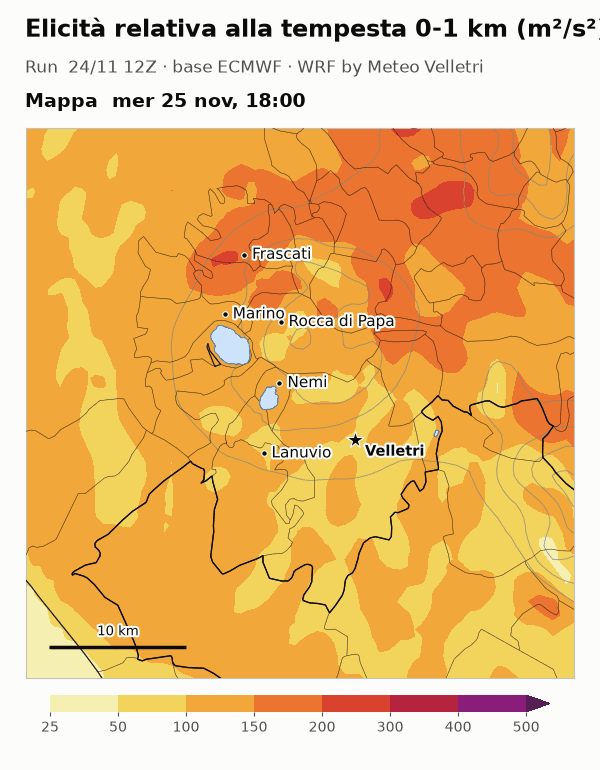 Elicità relativa alla tempesta 0-1 km (m²/s²)
Run  24/11 12Z · base ECMWF · WRF by Meteo Velletri
Mappa  mer 25 nov, 18:00
Frascati
Marino
Rocca di Papa
Nemi
Lanuvio
Velletri
10 km
25 50 100 150 200 300 400 500